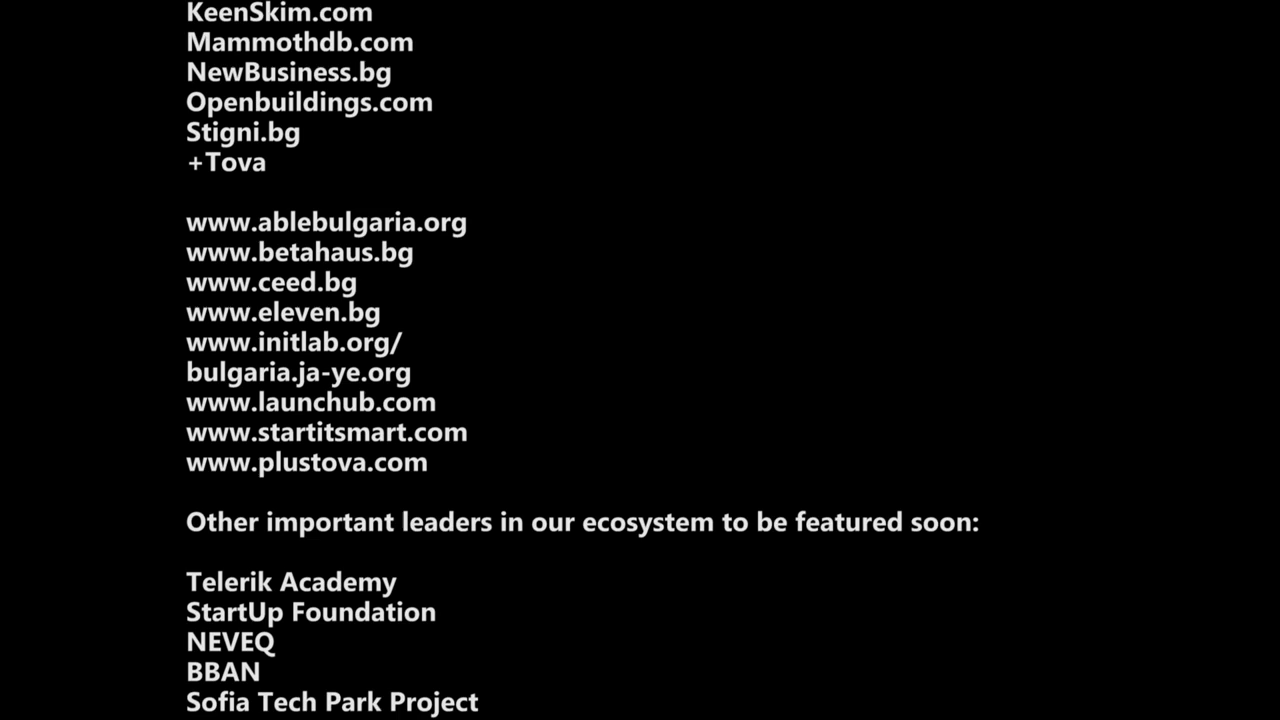 KeenSkim.com
Mammothdb.com
NewBusiness.bg
Openbuildings.com
Stigni.bg
+Tova
www.ablebulgaria.org
www.betahaus.bg
www.ceed.bg
www.eleven.bg
www.initlab.org/
bulgaria.ja-ye.org
www.launchub.com
www.startitsmart.com
www.plustova.com
Other important leaders in our ecosystem to be featured soon:
Telerik Academy
StartUp Foundation
NEVEQ
BBAN
Sofia Tech Park Project